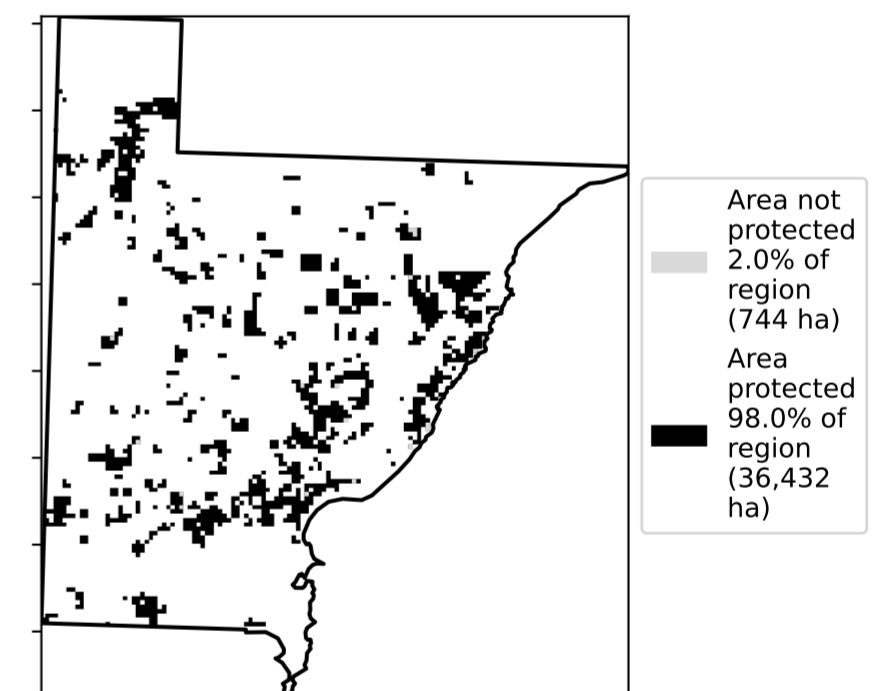 Area not
protected
2.0% of
region
(744 ha)
Area
protected
98.0% of
region
(36,432
ha)